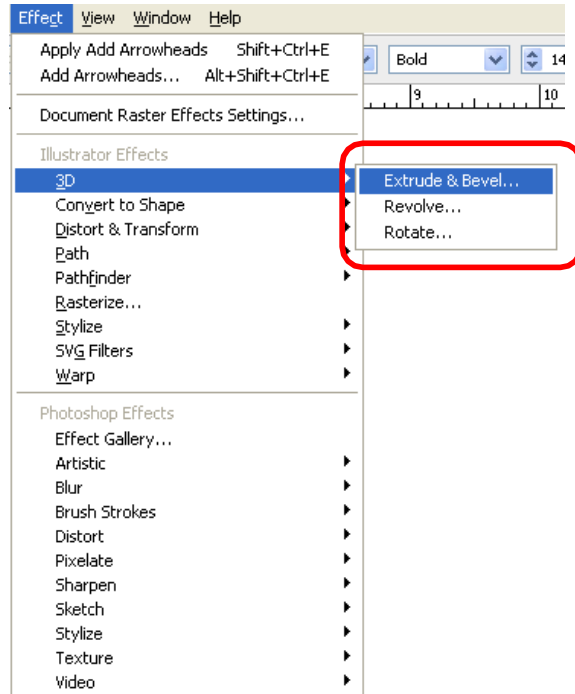 Effect View Window Help
Apply Add Arrowheads Shift+Ctrl+E
Bold 14
Add Arrowheads... Alt+Shift+Ctrl+E
9 10
Document Raster Effects Settings...
Illustrator Effects
3D
Extrude & Bevel...
Convert to Shape
Revolve...
Distort & Transform
Rotate...
Path
Pathfinder
Rasterize...
Stylize
SVG Filters
Warp
Photoshop Effects
Effect Gallery...
Artistic
Blur
Brush Strokes
Distort
Pixelate
Sharpen
Sketch
Stylize
Texture
Video